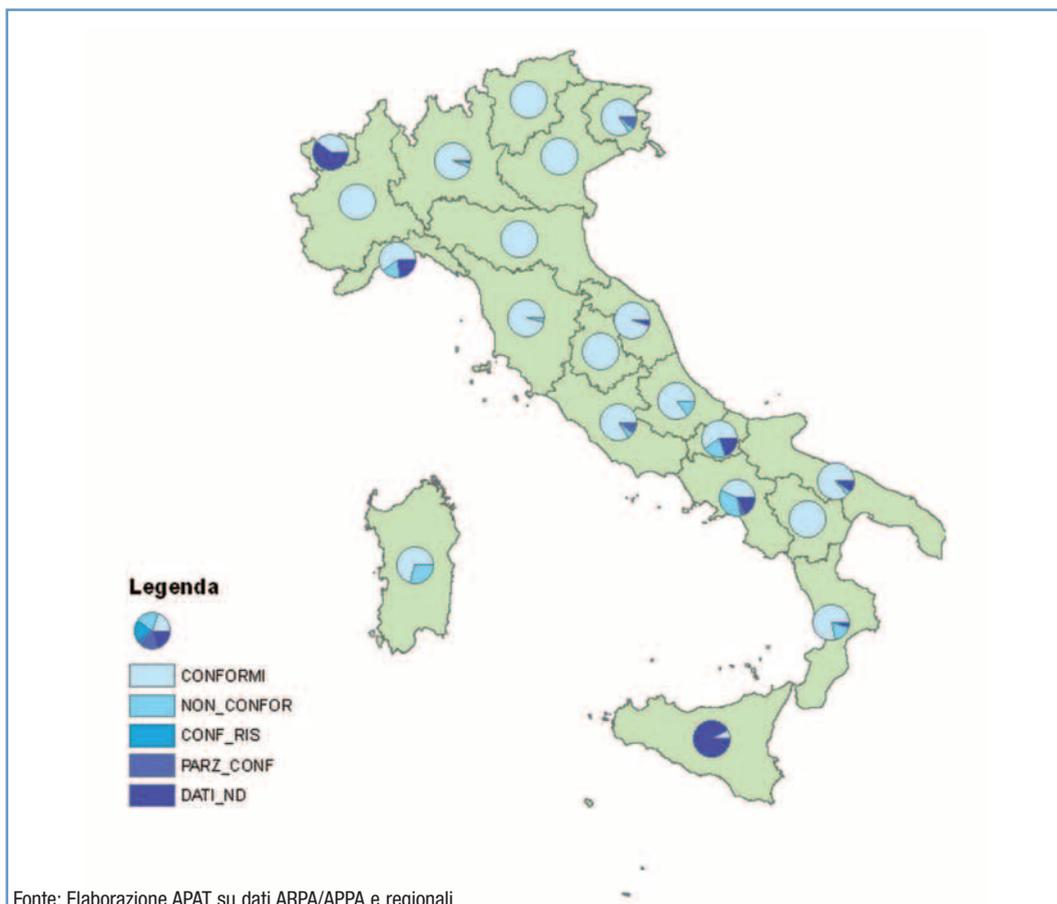 Legenda
CONFORMI
NON_CONFOR
CONF_RIS
PARZ_CONF
DATI_ND
Fonte: Elaborazione APAT su dati ARPA/APPA e regionali